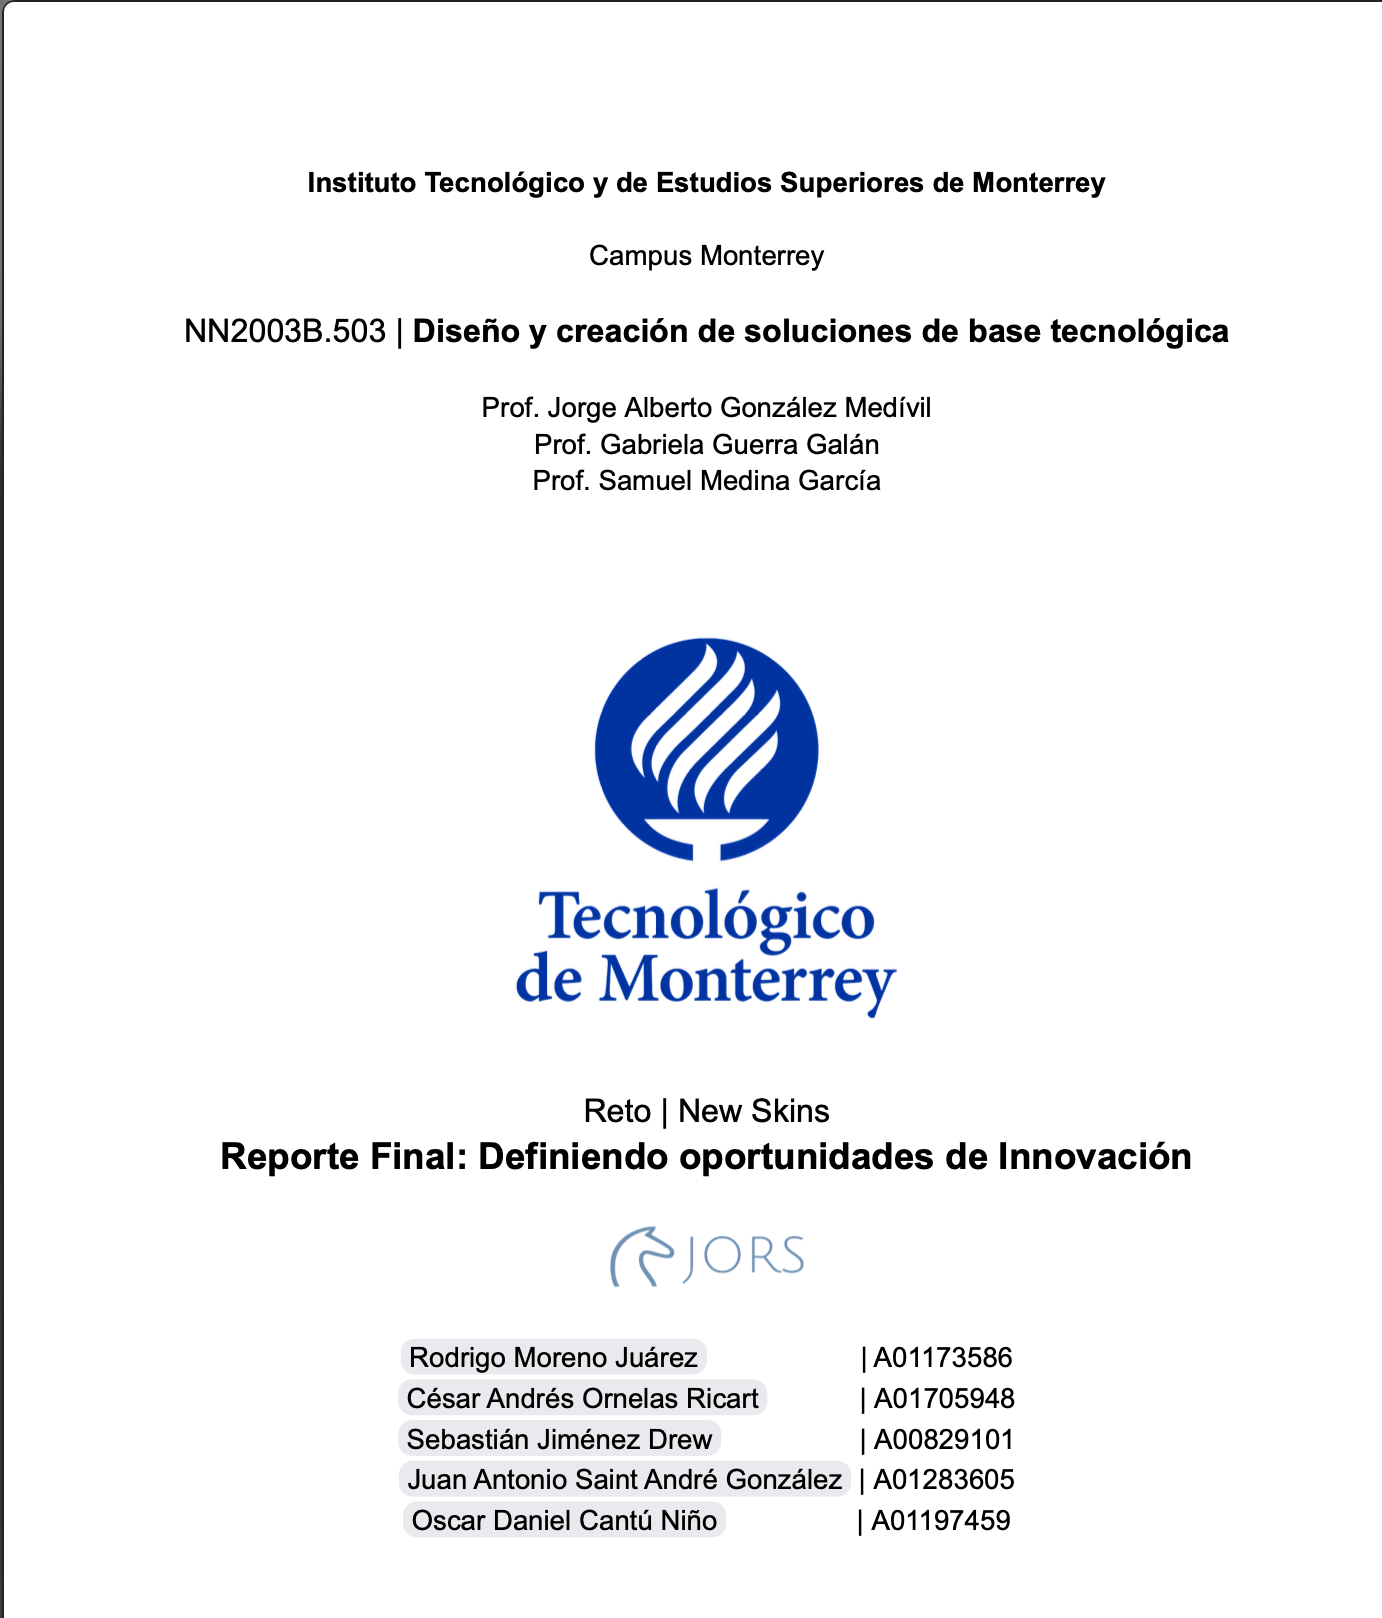 Instituto Tecnológico y de Estudios Superiores de Monterrey
Campus Monterrey
NN2003B.503 | Diseño y creación de soluciones de base tecnológica
Prof. Jorge Alberto González Medívil
Prof. Gabriela Guerra Galán
Prof. Samuel Medina García
Tecnológico
de Monterrey
Reto | New Skins
Reporte Final: Definiendo oportunidades de Innovación
JORS
Rodrigo Moreno Juárez | A01173586
César Andrés Ornelas Ricart | A01705948
Sebastián Jiménez Drew | A00829101
Juan Antonio Saint André González | A01283605
Oscar Daniel Cantú Niño | A01197459